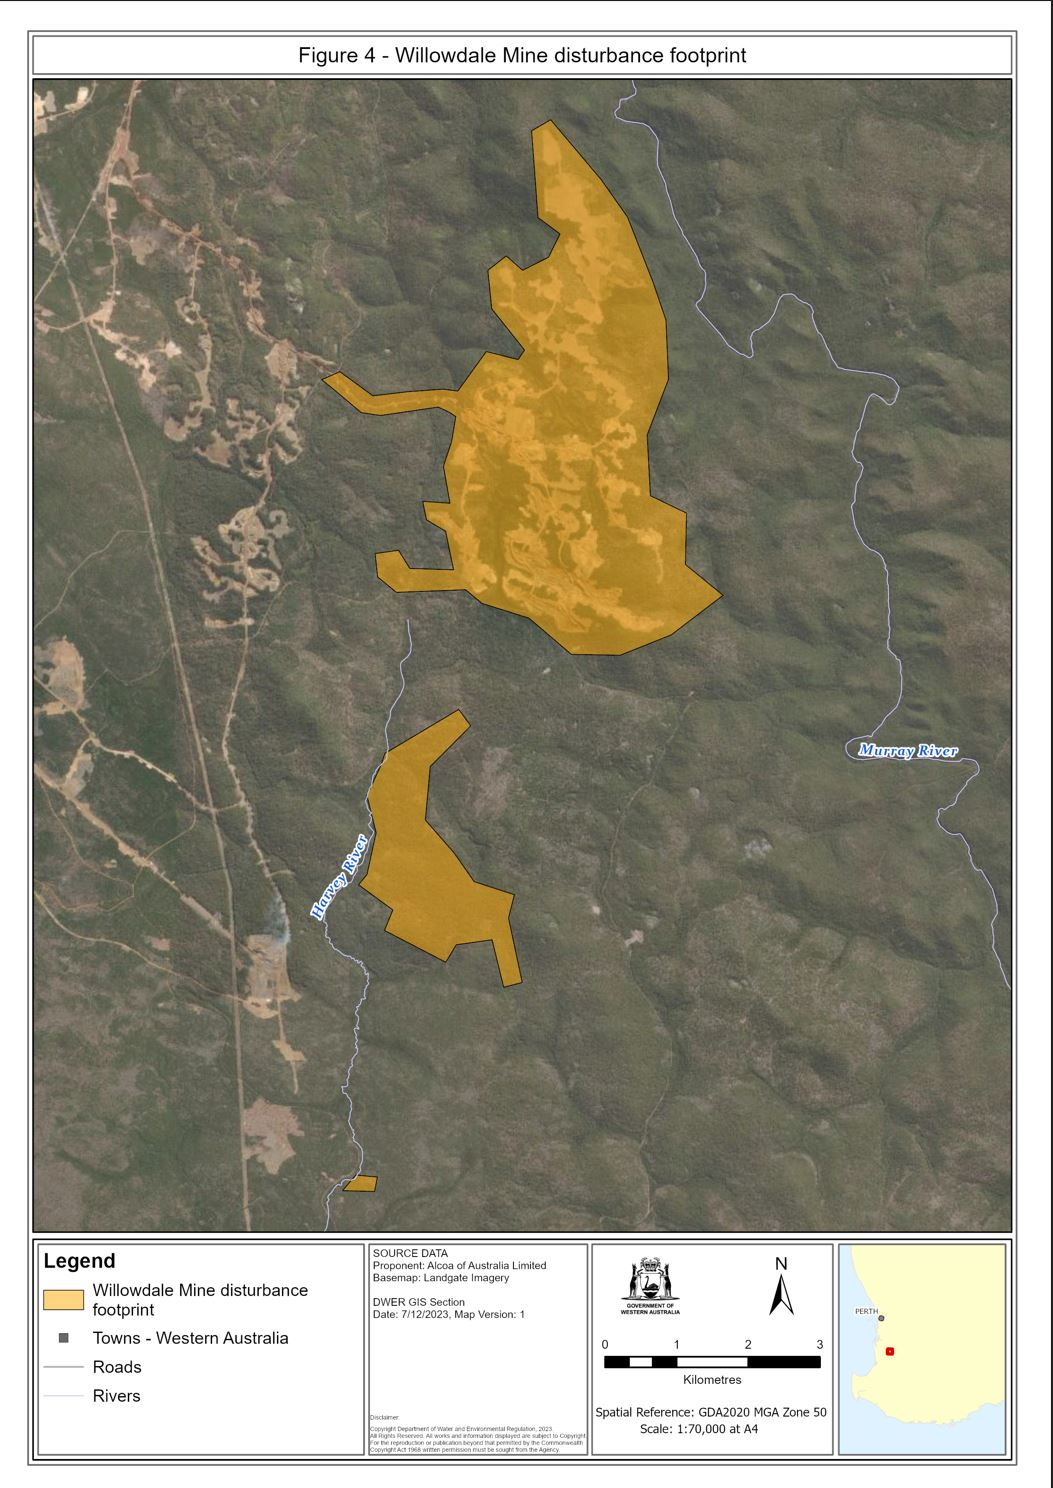 Figure 4 - Willowdale Mine disturbance footprint
Murray River
Harvey River
Legend
Willowdale Mine disturbance
footprint
Towns - Western Australia
Roads
Rivers
SOURCE DATA
Proponent: Alcoa of Australia Limited
Basemap: Landgate Imagery
DWER GIS Section
Date: 7/12/2023, Map Version: 1
Disclaimer:
Copyright Department of Water and Environmental Regulation, 2023.
All Rights Reserved. All works and information displayed are subject to Copyright.
For the reproduction or publication beyond that permitted by the Commonwealth
Copyright Act 1968 written permission must be sought from the Agency.
GOVERNMENT OF
WESTERN AUSTRALIA
N
0 1 2 3
Kilometres
Spatial Reference: GDA2020 MGA Zone 50
Scale: 1:70,000 at A4
PERTH